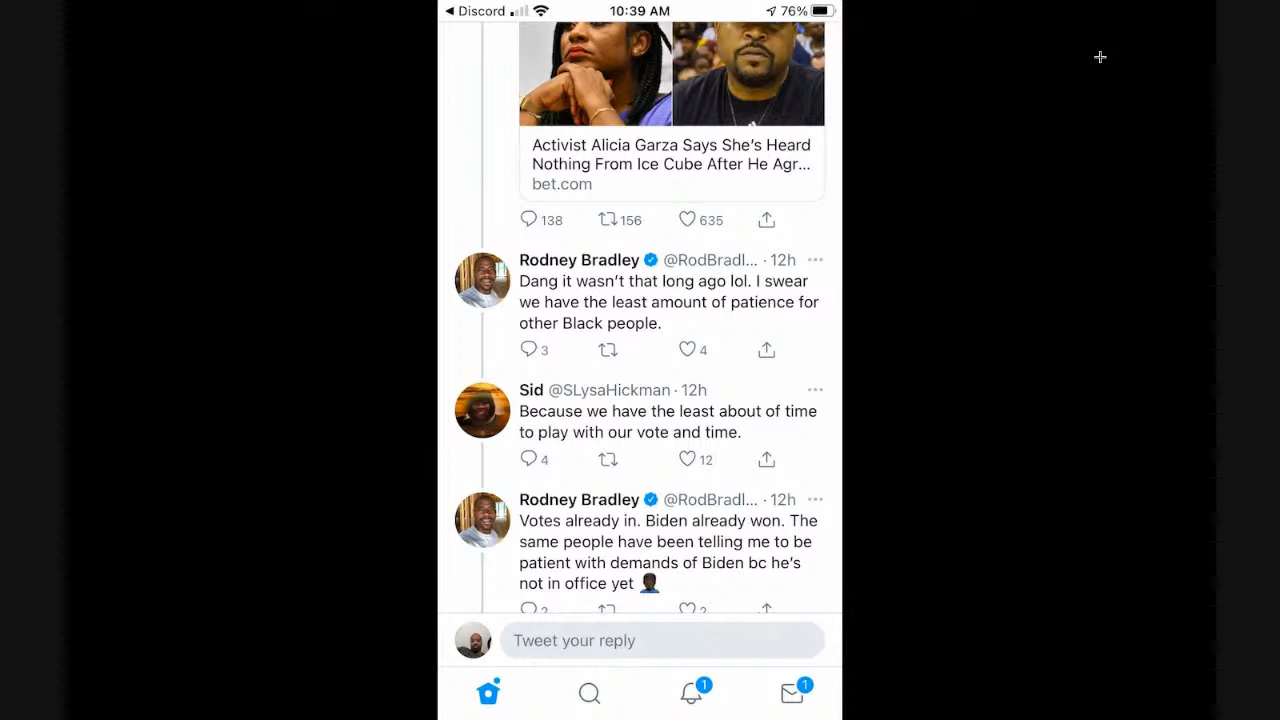 Discord 10:39 AM 76%
Activist Alicia Garza Says She's Heard
Nothing From Ice Cube After He Agr...
bet.com
138 156 635
Rodney Bradley @RodBradl... · 12h
Dang it wasn't that long ago lol. I swear
we have the least amount of patience for
other Black people.
3 4
Sid @SLysaHickman · 12h
Because we have the least about of time
to play with our vote and time.
4 12
Rodney Bradley @RodBradl... · 12h
Votes already in. Biden already won. The
same people have been telling me to be
patient with demands of Biden bc he's
not in office yet
2 2
Tweet your reply
1 1